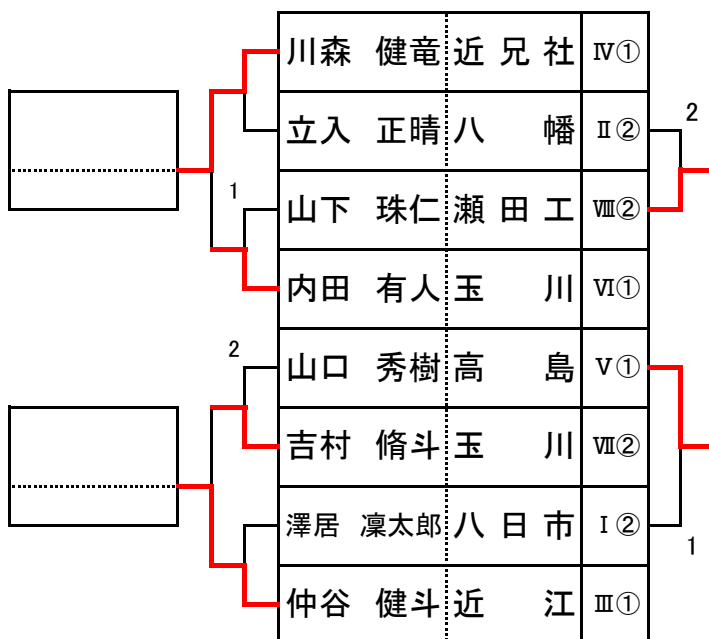 川森 健竜 近兄社 Ⅳ①
立入 正晴 八幡 Ⅱ② 2
1 山下 珠仁 瀬田工 Ⅷ②
内田 有人 玉川 Ⅵ①
2 山口 秀樹 高島 Ⅴ①
吉村 脩斗 玉川 Ⅶ②
澤居 凜太郎 八日市 Ⅰ② 1
仲谷 健斗 近江 Ⅲ①